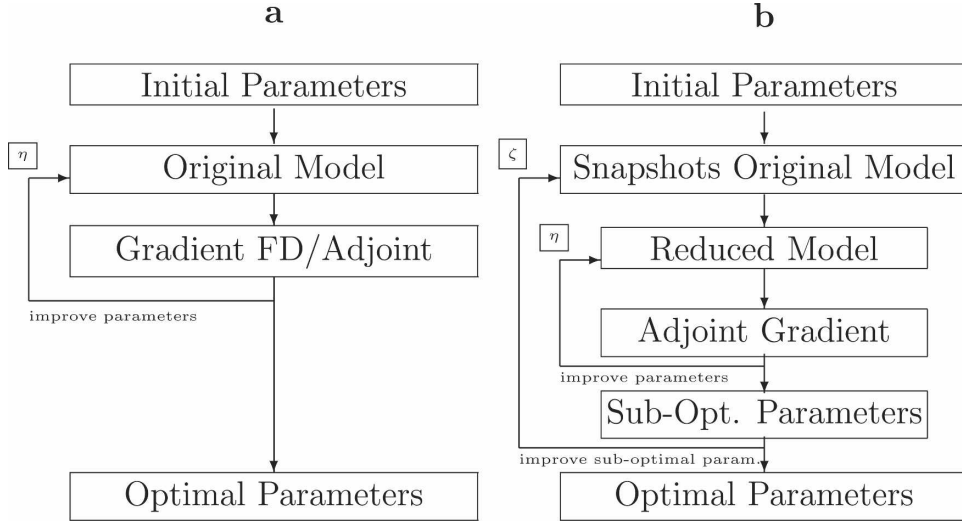 a
Initial Parameters
η
Original Model
Gradient FD/Adjoint
improve parameters
Optimal Parameters
b
Initial Parameters
ζ
Snapshots Original Model
η
Reduced Model
Adjoint Gradient
improve parameters
Sub-Opt. Parameters
improve sub-optimal param.
Optimal Parameters